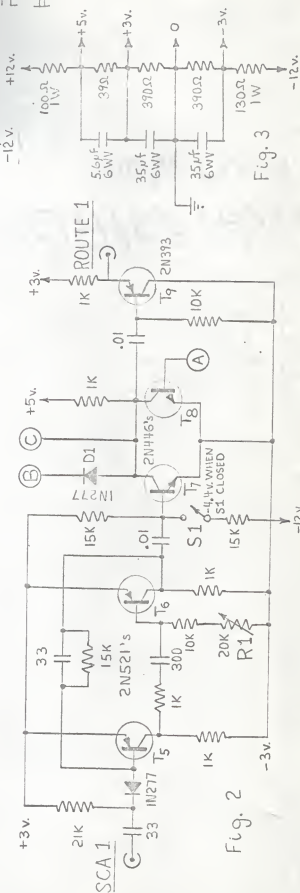 -12v.
+12v.
100Ω
1W
+5v.
39Ω
5.6µf
6WV
+3v.
390Ω
35µf
6WV
0
390Ω
35µf
6WV
-3v.
130Ω
1W
-12v.
Fig. 3
SCA 1
33
+3v.
21K
1N277
T5
1K
33
15K
2N521's
1K
300
T6
10K
20K
R1
1K
-3v.
.01
15K
S1
-4.4v. WHEN
S1 CLOSED
15K
-12v.
B
D1
1N277
C
2N446's
T7
T8
+5v.
1K
A
.01
10K
+3v.
1K
ROUTE 1
2N393
T9
Fig. 2